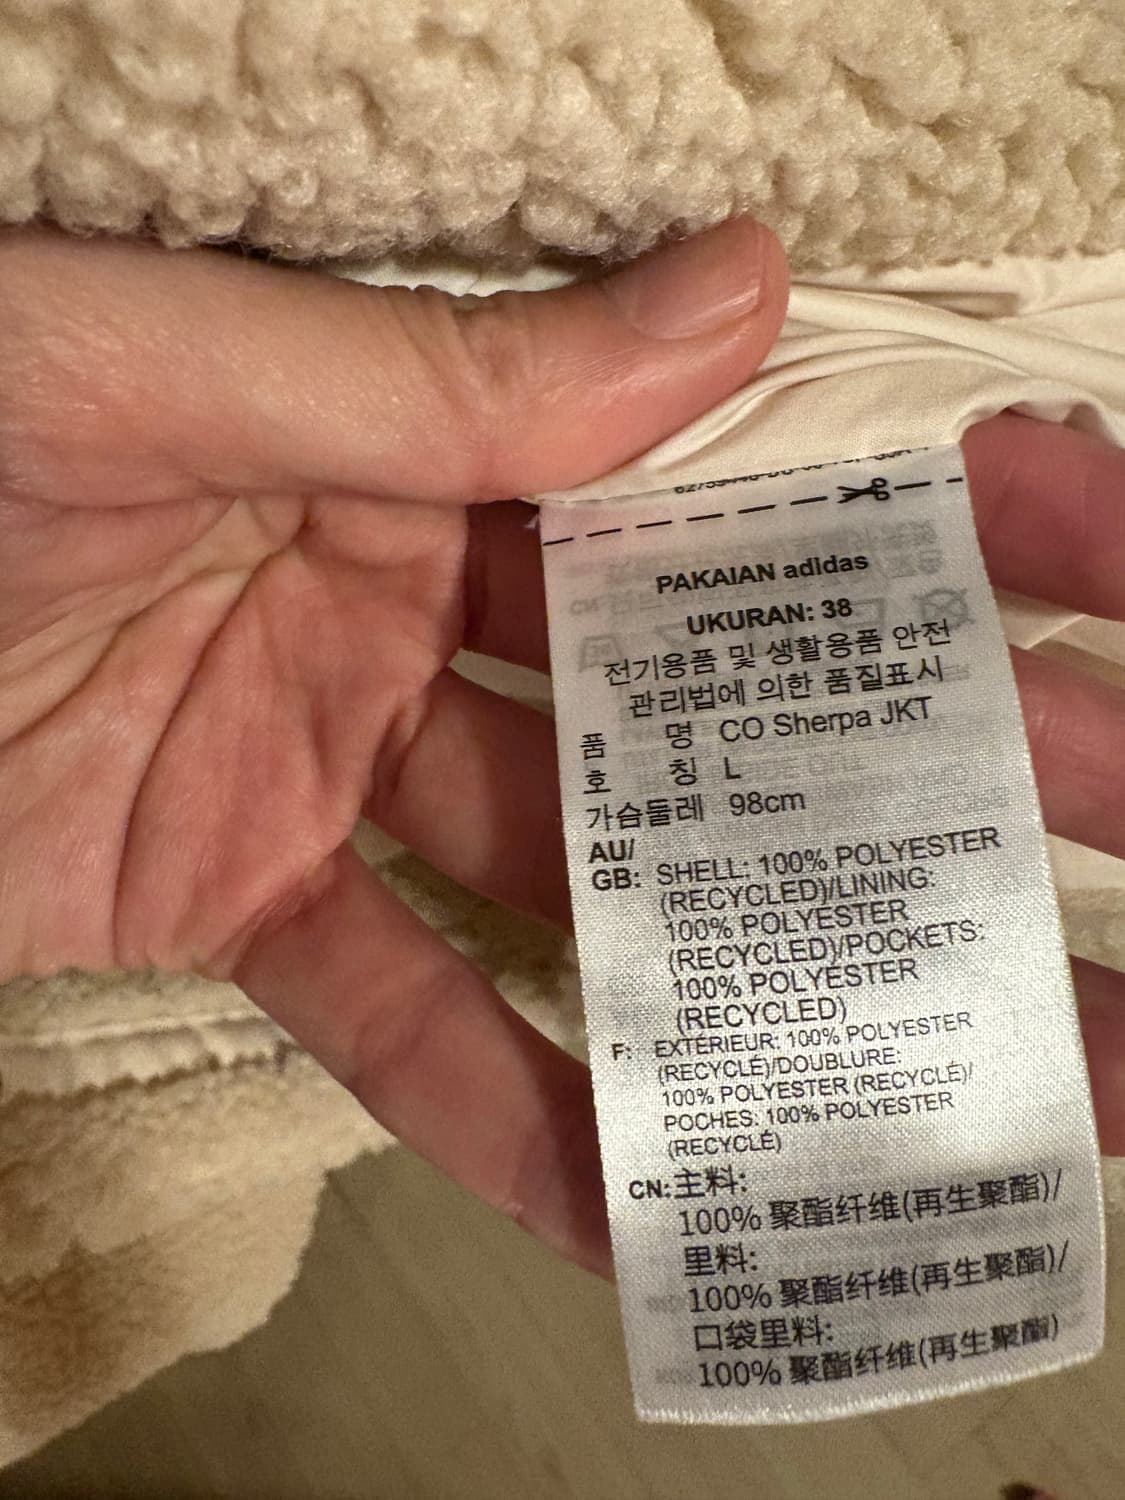 PAKAIAN adidas
UKURAN: 38
전기용품 및 생활용품 안전
관리법에 의한 품질표시
품 명 CO Sherpa JKT
호 칭 L
가슴둘레 98cm
AU/
GB: SHELL: 100% POLYESTER
(RECYCLED)/LINING:
100% POLYESTER
(RECYCLED)/POCKETS:
100% POLYESTER
(RECYCLED)
F: EXTÉRIEUR: 100% POLYESTER
(RECYCLÉ)/DOUBLURE:
100% POLYESTER (RECYCLÉ)/
POCHES: 100% POLYESTER
(RECYCLÉ)
CN: 主料:
100% 聚酯纤维(再生聚酯)/
里料:
100% 聚酯纤维(再生聚酯)/
口袋里料:
100% 聚酯纤维(再生聚酯)